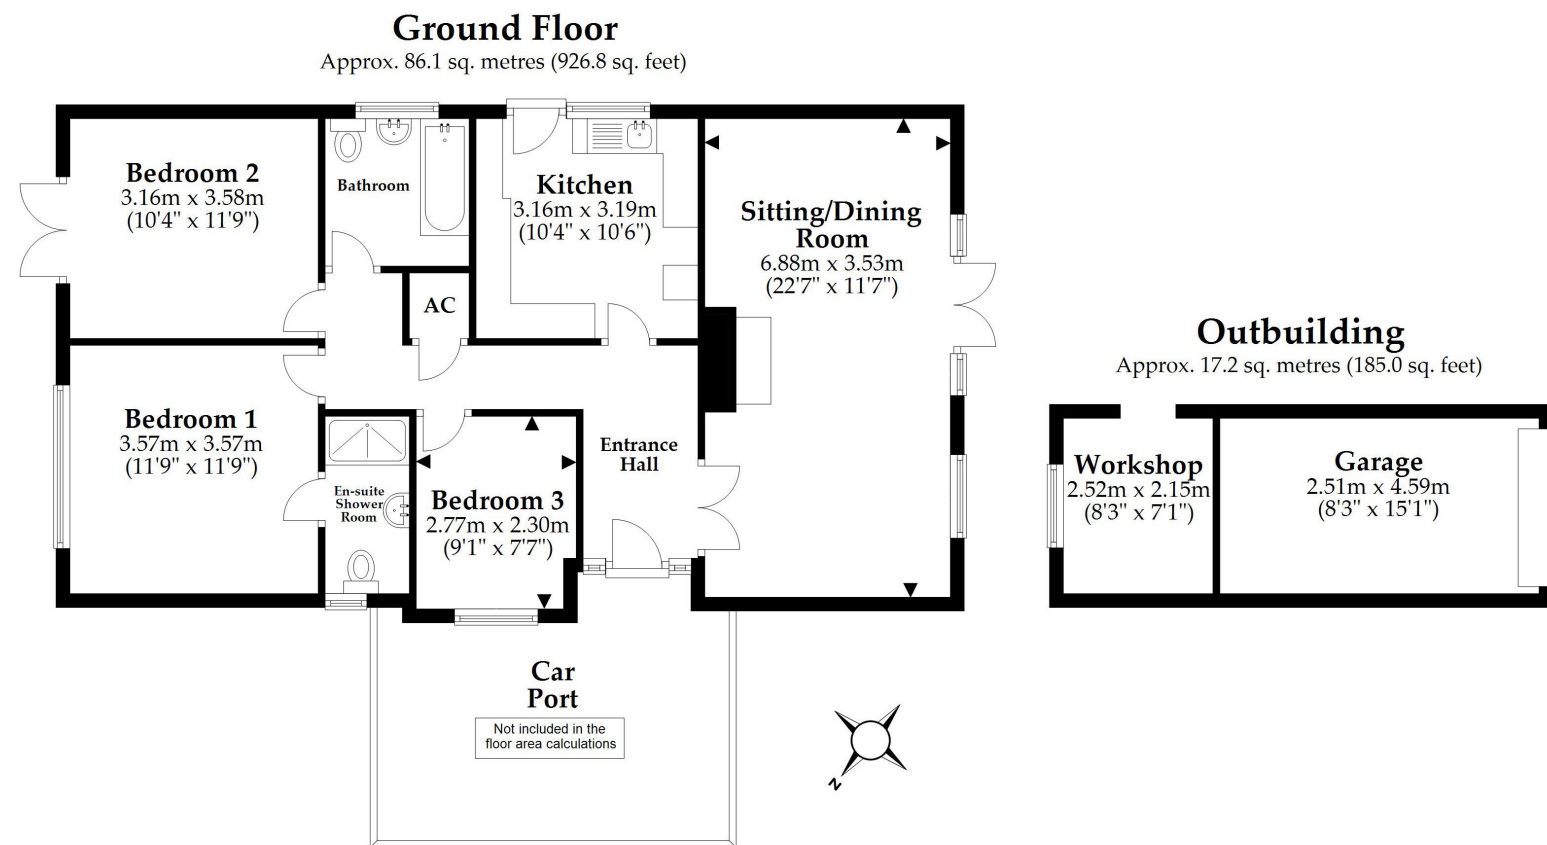 Ground Floor
Approx. 86.1 sq. metres (926.8 sq. feet)
Bedroom 2
3.16m x 3.58m
(10'4" x 11'9")
Bathroom
Kitchen
3.16m x 3.19m
(10'4" x 10'6")
Sitting/Dining
Room
6.88m x 3.53m
(22'7" x 11'7")
AC
Bedroom 1
3.57m x 3.57m
(11'9" x 11'9")
En-suite
Shower
Room
Bedroom 3
2.77m x 2.30m
(9'1" x 7'7")
Entrance
Hall
Car
Port
Not included in the
floor area calculations
N
Outbuilding
Approx. 17.2 sq. metres (185.0 sq. feet)
Workshop
2.52m x 2.15m
(8'3" x 7'1")
Garage
2.51m x 4.59m
(8'3" x 15'1")